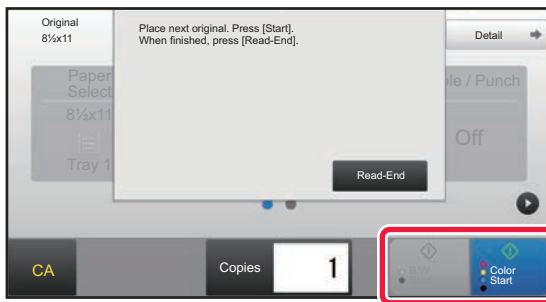 Original
8½x11
Place next original. Press [Start].
When finished, press [Read-End].
Detail
Paper
Select
8½x11
Tray 1
ple / Punch
Off
Read-End
CA
Copies
1
B/W
Start
Color
Start